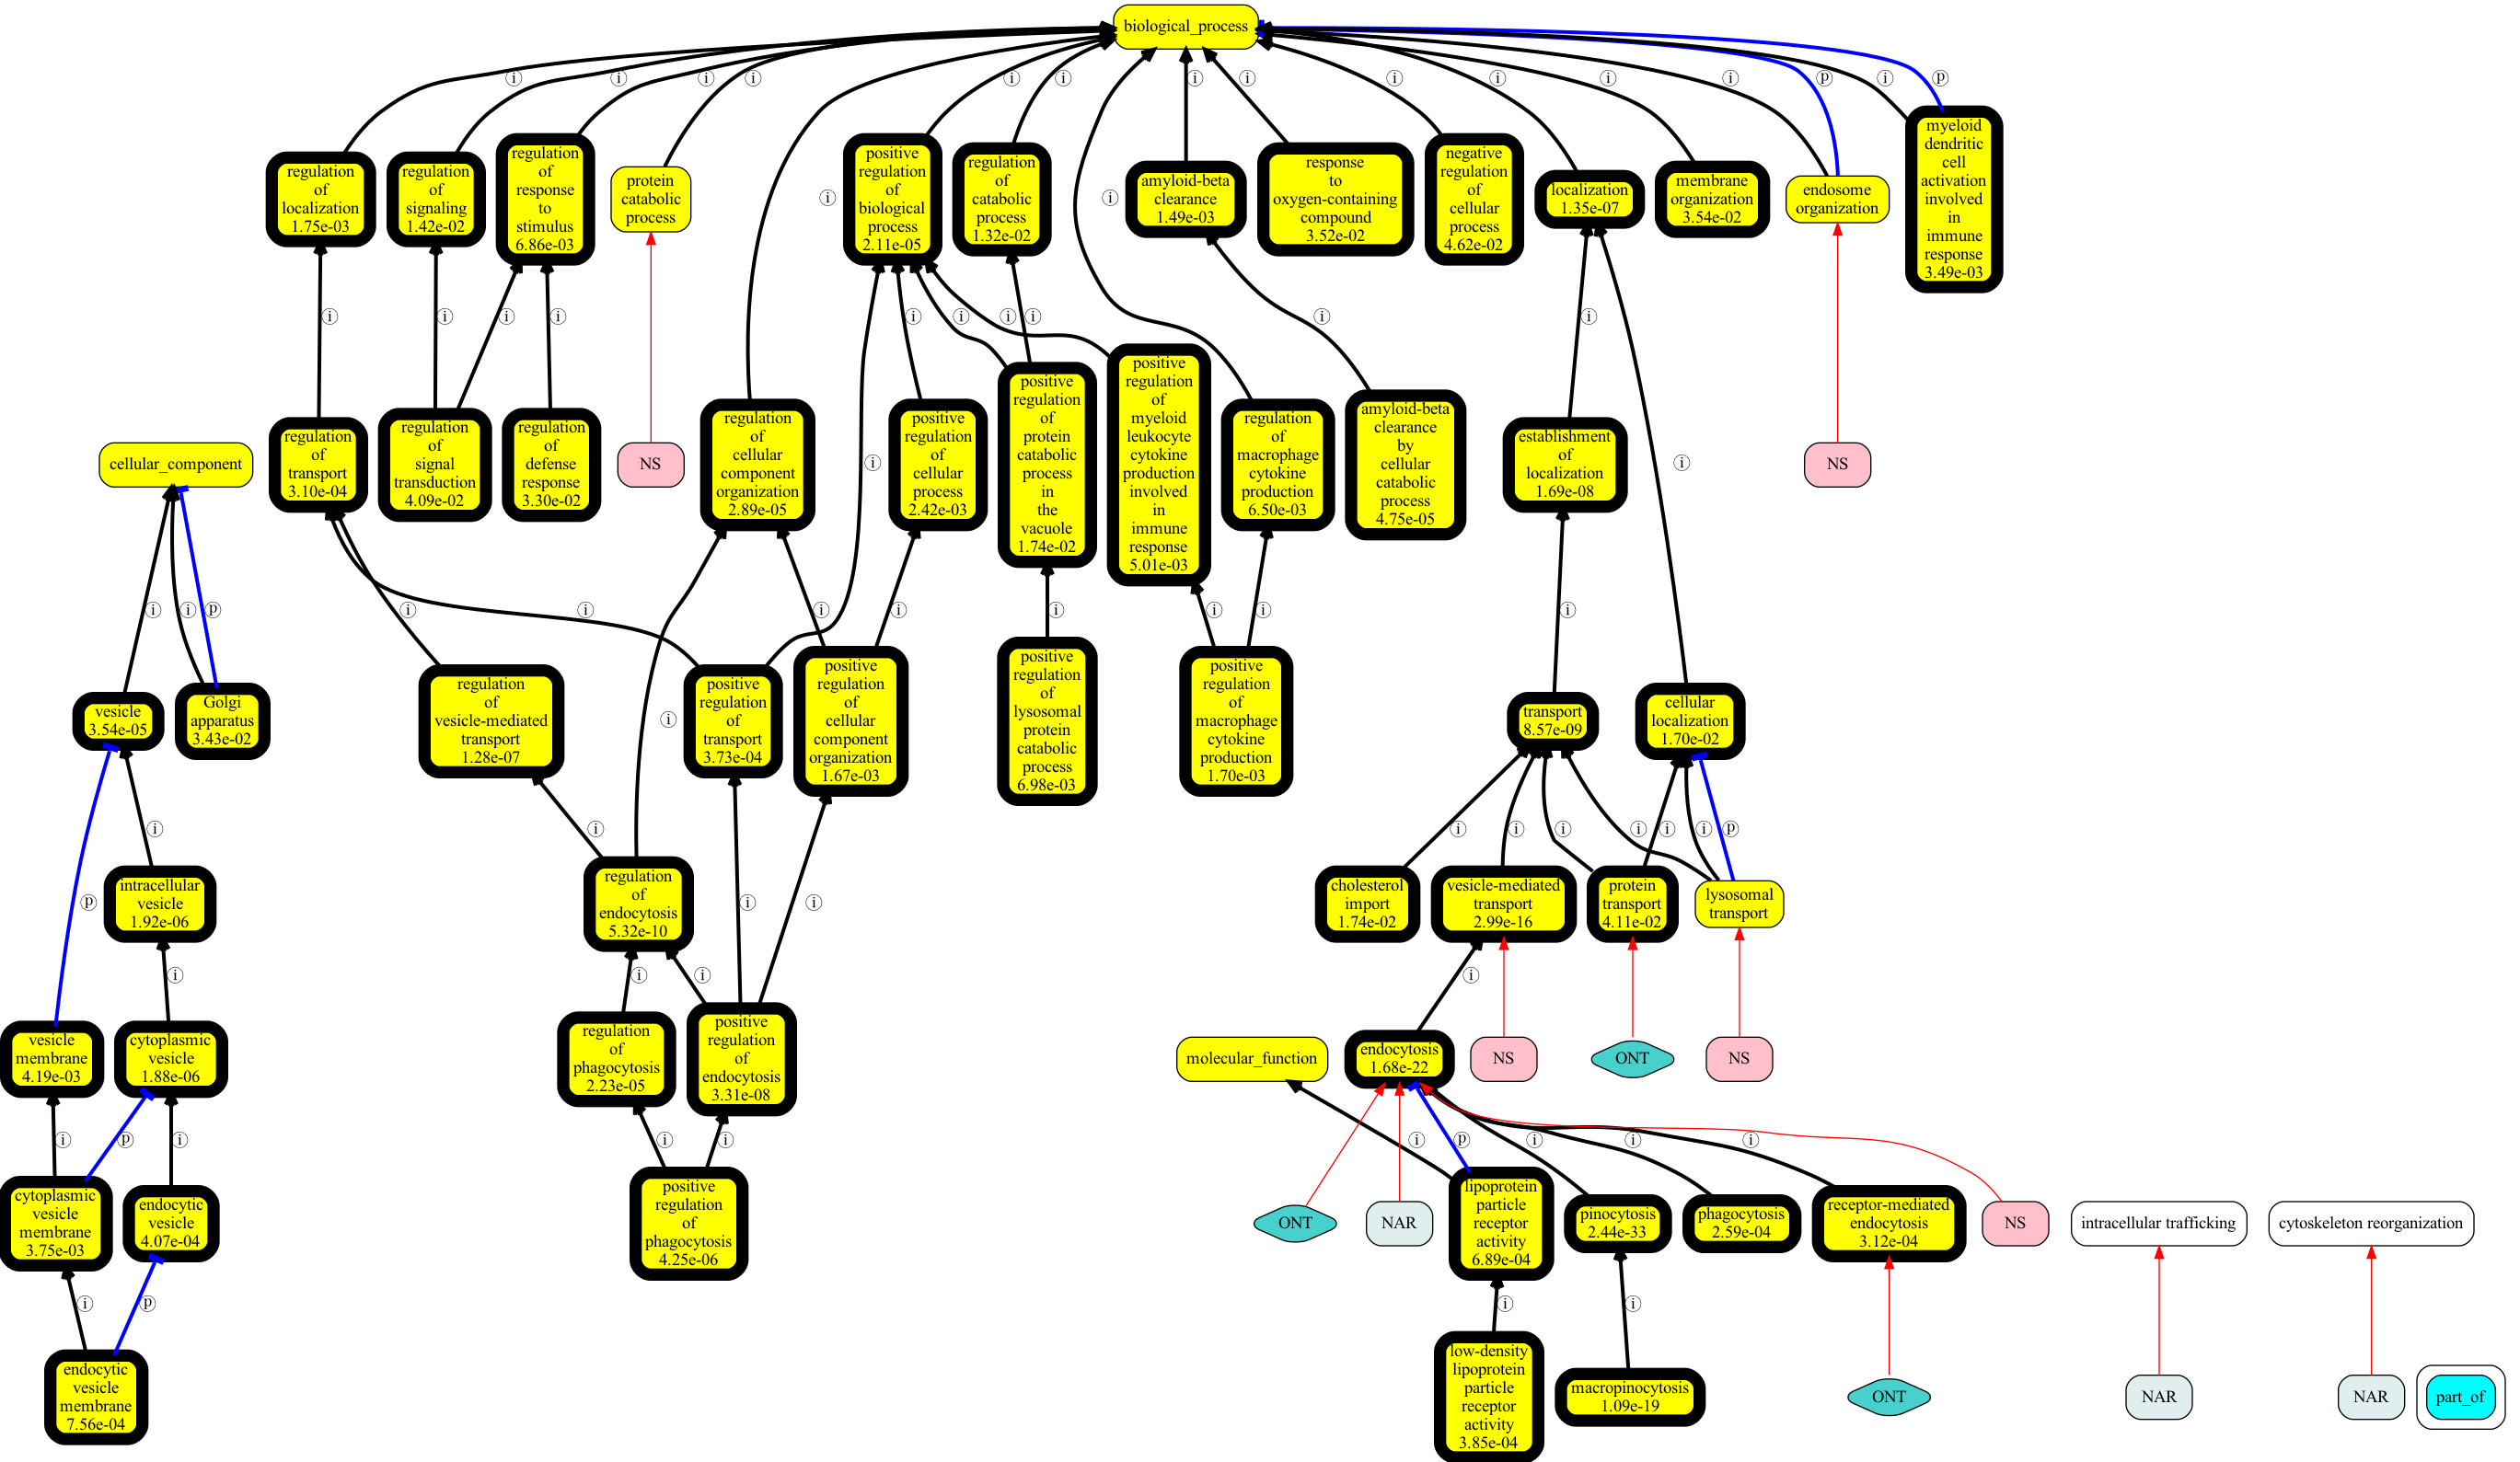 biological_process
regulation
of
localization
1.75e-03
regulation
of
signaling
1.42e-02
regulation
of
response
to
stimulus
6.86e-03
protein
catabolic
process
positive
regulation
of
biological
process
2.11e-05
regulation
of
catabolic
process
1.32e-02
amyloid-beta
clearance
1.49e-03
response
to
oxygen-containing
compound
3.52e-02
negative
regulation
of
cellular
process
4.62e-02
localization
1.35e-07
membrane
organization
3.54e-02
endosome
organization
myeloid
dendritic
cell
activation
involved
in
immune
response
3.49e-03
cellular_component
regulation
of
transport
3.10e-04
regulation
of
signal
transduction
4.09e-02
regulation
of
defense
response
3.30e-02
NS
regulation
of
cellular
component
organization
2.89e-05
positive
regulation
of
cellular
process
2.42e-03
positive
regulation
of
protein
catabolic
process
in
the
vacuole
1.74e-02
positive
regulation
of
myeloid
leukocyte
cytokine
production
involved
in
immune
response
5.01e-03
regulation
of
macrophage
cytokine
production
6.50e-03
amyloid-beta
clearance
by
cellular
catabolic
process
4.75e-05
establishment
of
localization
1.69e-08
NS
vesicle
3.54e-05
Golgi
apparatus
3.43e-02
regulation
of
vesicle-mediated
transport
1.28e-07
positive
regulation
of
transport
3.73e-04
positive
regulation
of
cellular
component
organization
1.67e-03
positive
regulation
of
lysosomal
protein
catabolic
process
6.98e-03
positive
regulation
of
macrophage
cytokine
production
1.70e-03
transport
8.57e-09
cellular
localization
1.70e-02
intracellular
vesicle
1.92e-06
regulation
of
endocytosis
5.32e-10
cholesterol
import
1.74e-02
vesicle-mediated
transport
2.99e-16
protein
transport
4.11e-02
lysosomal
transport
vesicle
membrane
4.19e-03
cytoplasmic
vesicle
1.88e-06
regulation
of
phagocytosis
2.23e-05
positive
regulation
of
endocytosis
3.31e-08
molecular_function
endocytosis
1.68e-22
NS
ONT
NS
cytoplasmic
vesicle
membrane
3.75e-03
endocytic
vesicle
4.07e-04
positive
regulation
of
phagocytosis
4.25e-06
ONT
NAR
lipoprotein
particle
receptor
activity
6.89e-04
pinocytosis
2.44e-33
phagocytosis
2.59e-04
receptor-mediated
endocytosis
3.12e-04
NS
intracellular trafficking
cytoskeleton reorganization
endocytic
vesicle
membrane
7.56e-04
low-density
lipoprotein
particle
receptor
activity
3.85e-04
macropinocytosis
1.09e-19
ONT
NAR
NAR
part_of